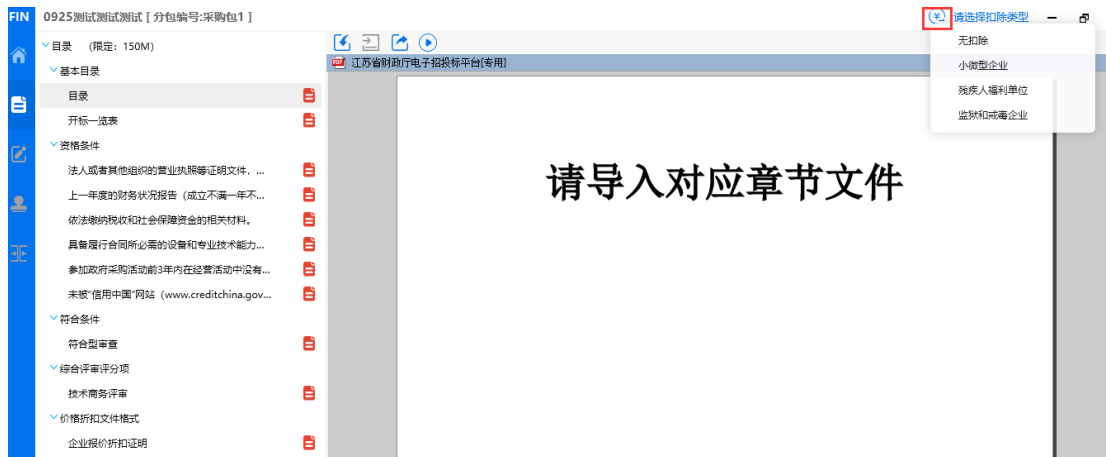 FIN 0925测试测试测试 [ 分包编号:采购包1 ]
请选择扣除类型
无扣除
小微型企业
残疾人福利单位
监狱和戒毒企业
目录 (限定：150M)
基本目录
目录
开标一览表
资格条件
法人或者其他组织的营业执照等证明文件，...
上一年度的财务状况报告（成立不满一年不...
依法缴纳税收和社会保障资金的相关材料。
具备履行合同所必需的设备和专业技术能力...
参加政府采购活动前3年内在经营活动中没有...
未被"信用中国"网站（www.creditchina.gov...
符合条件
符合型审查
综合评审评分项
技术商务评审
价格折扣文件格式
企业报价折扣证明
PDF 江苏省财政厅电子招投标平台[专用]
请导入对应章节文件